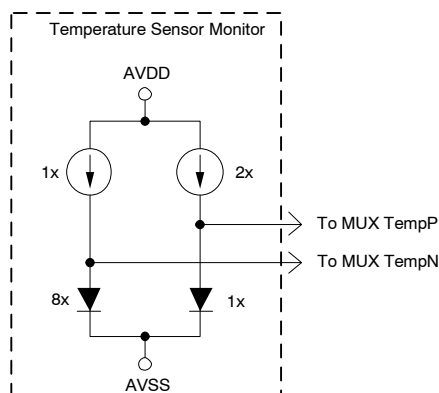 Temperature Sensor Monitor
AVDD
1x
2x
To MUX TempP
To MUX TempN
8x
1x
AVSS